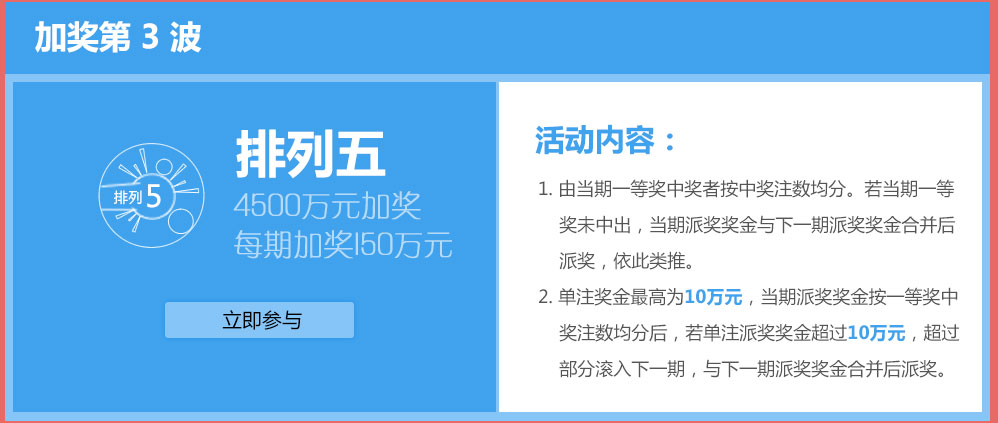 加奖第 3 波
排列5
排列五
4500万元加奖
每期加奖150万元
立即参与
活动内容：
1. 由当期一等奖中奖者按中奖注数均分。若当期一等
奖未中出，当期派奖奖金与下一期派奖奖金合并后
派奖，依此类推。
2. 单注奖金最高为10万元，当期派奖奖金按一等奖中
奖注数均分后，若单注派奖奖金超过10万元，超过
部分滚入下一期，与下一期派奖奖金合并后派奖。